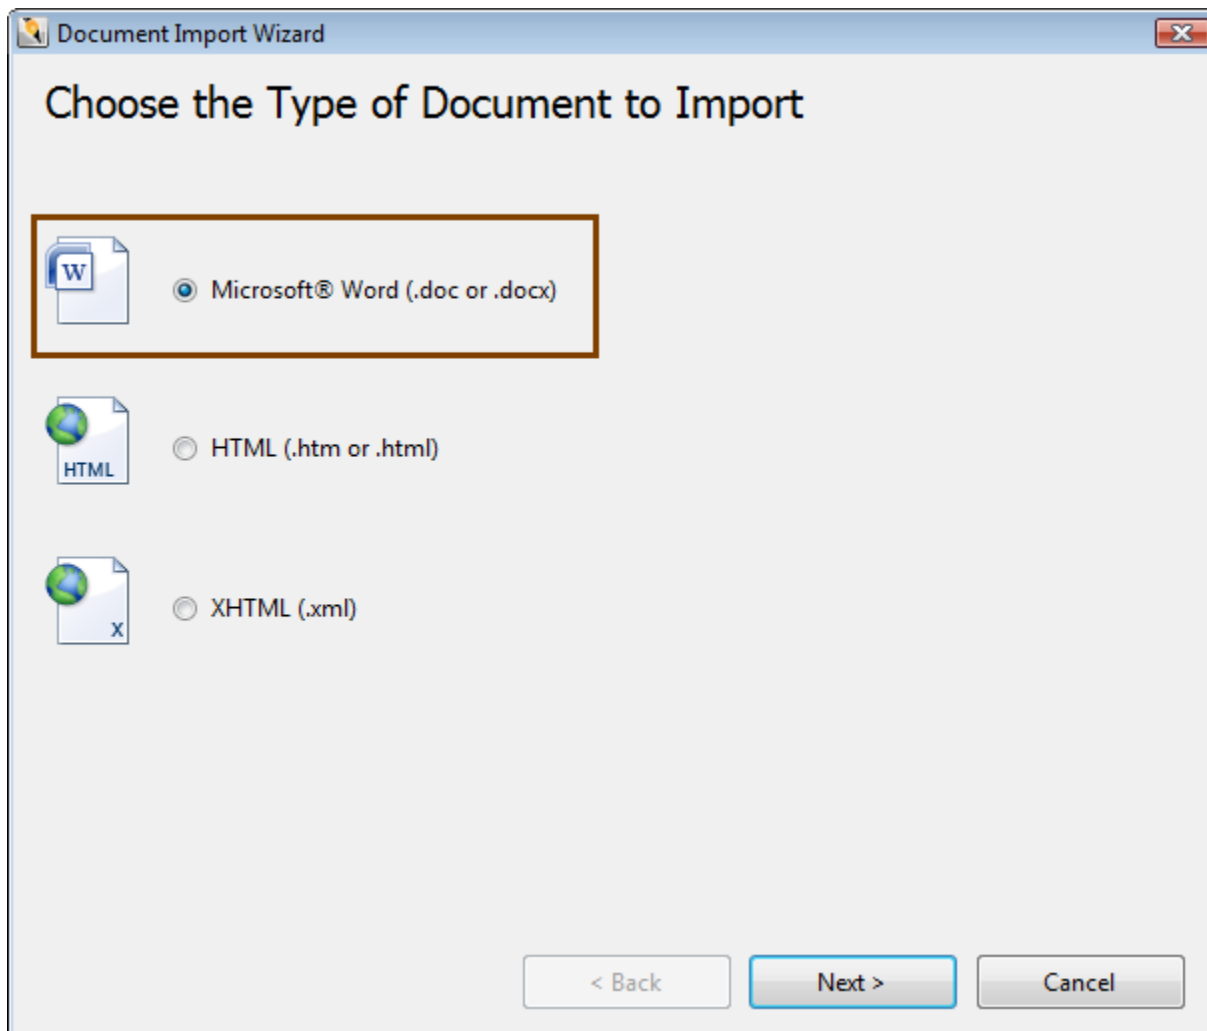 Document Import Wizard
Choose the Type of Document to Import
W
Microsoft® Word (.doc or .docx)
HTML
HTML (.htm or .html)
X
XHTML (.xml)
< Back
Next >
Cancel